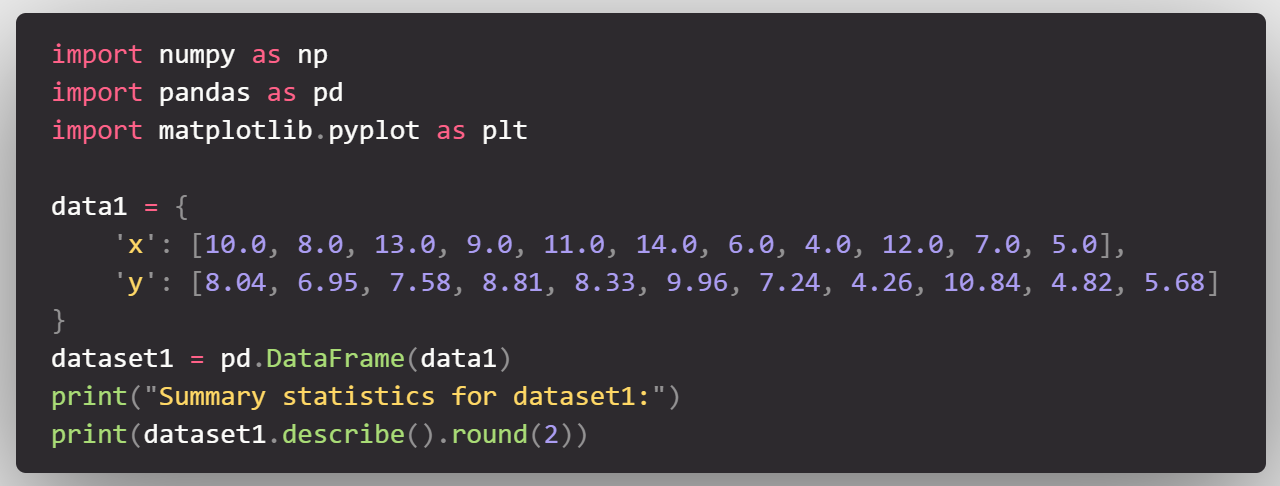 import numpy as np
import pandas as pd
import matplotlib.pyplot as plt

data1 = {
    'x': [10.0, 8.0, 13.0, 9.0, 11.0, 14.0, 6.0, 4.0, 12.0, 7.0, 5.0],
    'y': [8.04, 6.95, 7.58, 8.81, 8.33, 9.96, 7.24, 4.26, 10.84, 4.82, 5.68]
}
dataset1 = pd.DataFrame(data1)
print("Summary statistics for dataset1:")
print(dataset1.describe().round(2))